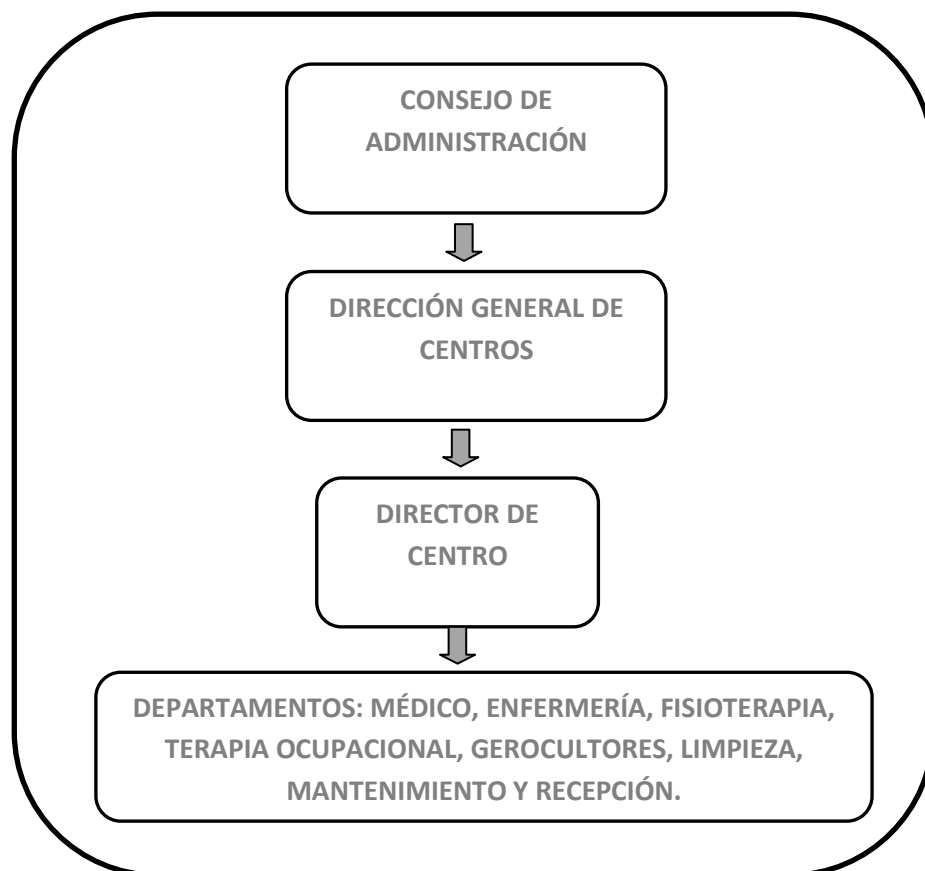 CONSEJO DE
ADMINISTRACIÓN
DIRECCIÓN GENERAL DE
CENTROS
DIRECTOR DE
CENTRO
DEPARTAMENTOS: MÉDICO, ENFERMERÍA, FISIOTERAPIA,
TERAPIA OCUPACIONAL, GEROCULTORES, LIMPIEZA,
MANTENIMIENTO Y RECEPCIÓN.